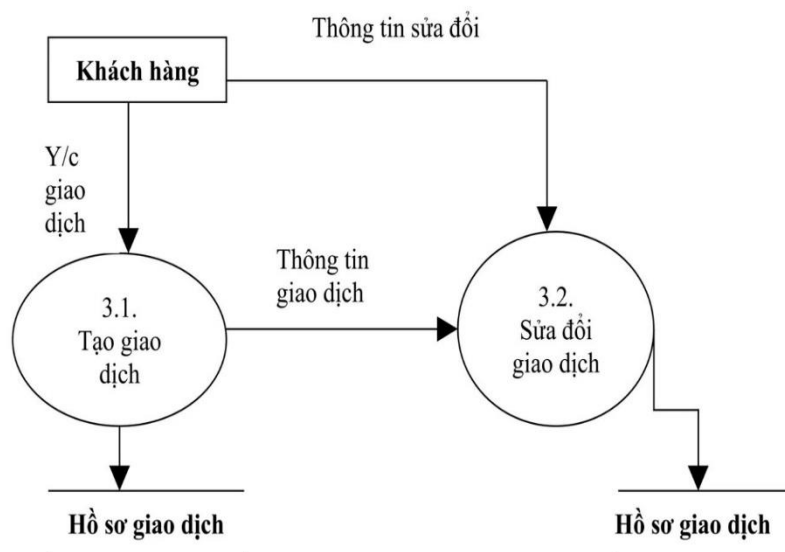 Thông tin sửa đổi
Khách hàng
Y/c
giao
dịch
Thông tin
giao dịch
3.1.
Tạo giao
dịch
3.2.
Sửa đổi
giao dịch
Hồ sơ giao dịch
Hồ sơ giao dịch